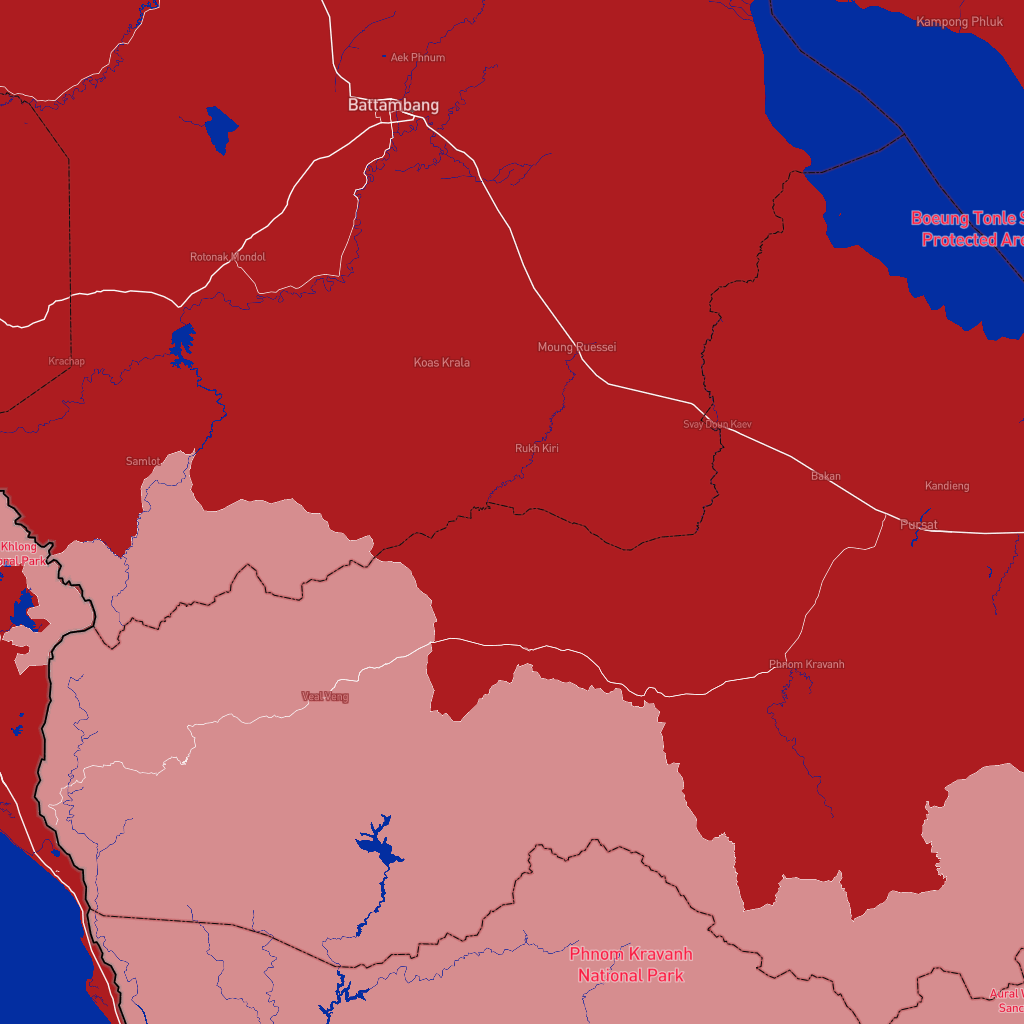 Kampong Phluk
Aek Phnum
Battambang
Boeung Tonle S
Protected Are
Rotonak Mondol
Moung Ruessei
Krachap
Koas Krala
Svay Doun Kaev
Rukh Kiri
Samlot
Bakan
Kandieng
Pursat
Khlong
onal Park
Phnom Kravanh
Veal Veng
Phnom Kravanh
National Park
Aural W
Sanc